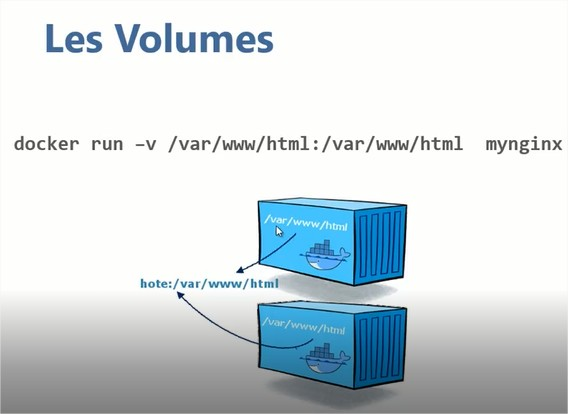 Les Volumes
docker run –v /var/www/html:/var/www/html mynginx
/var/www/html
hote:/var/www/html
/var/www/html